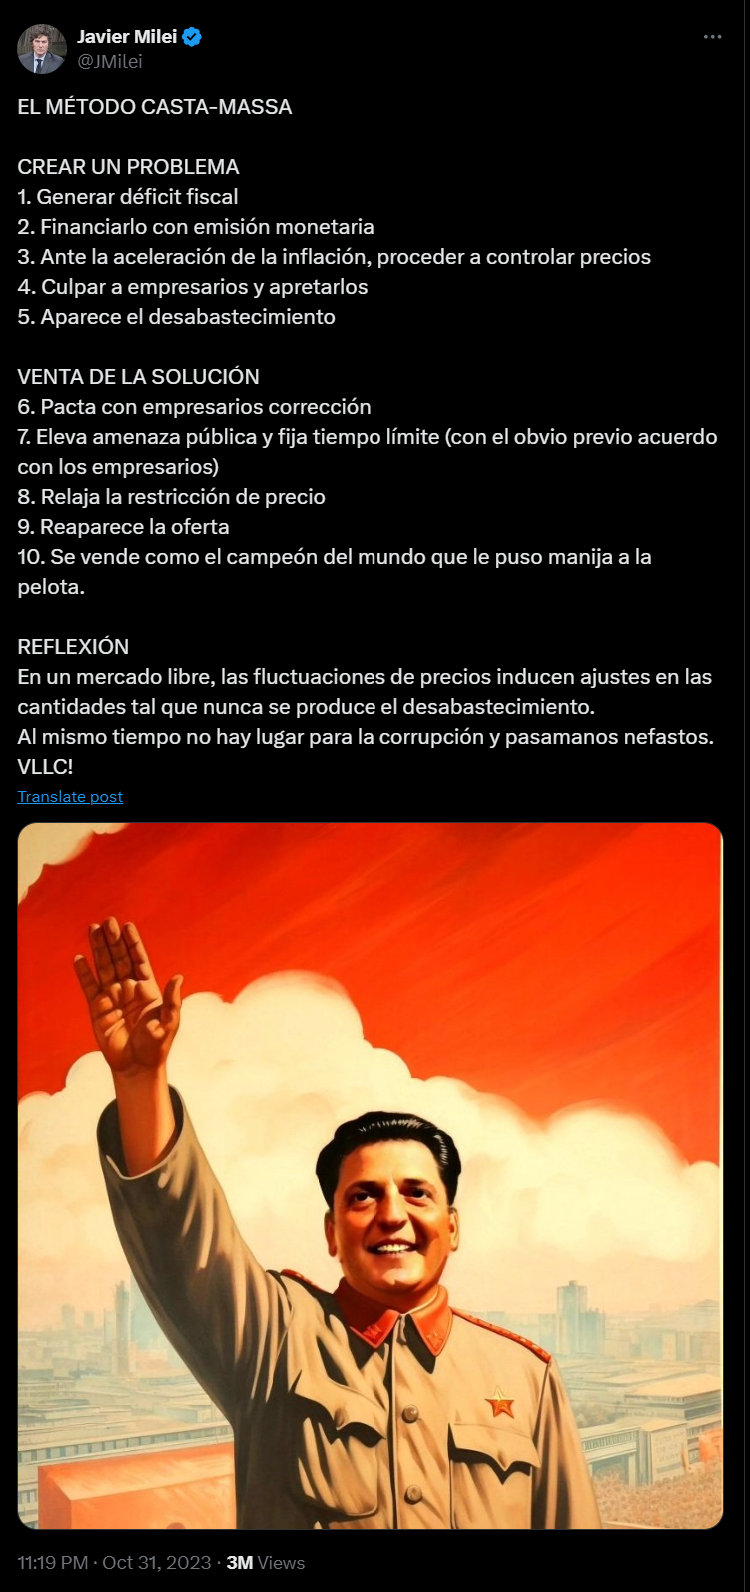 Javier Milei
@JMilei
EL MÉTODO CASTA-MASSA
CREAR UN PROBLEMA
1. Generar déficit fiscal
2. Financiarlo con emisión monetaria
3. Ante la aceleración de la inflación, proceder a controlar precios
4. Culpar a empresarios y apretarlos
5. Aparece el desabastecimiento
VENTA DE LA SOLUCIÓN
6. Pacta con empresarios corrección
7. Eleva amenaza pública y fija tiempo límite (con el obvio previo acuerdo
con los empresarios)
8. Relaja la restricción de precio
9. Reaparece la oferta
10. Se vende como el campeón del mundo que le puso manija a la
pelota.
REFLEXIÓN
En un mercado libre, las fluctuaciones de precios inducen ajustes en las
cantidades tal que nunca se produce el desabastecimiento.
Al mismo tiempo no hay lugar para la corrupción y pasamanos nefastos.
VLLC!
Translate post
11:19 PM · Oct 31, 2023 · 3M Views